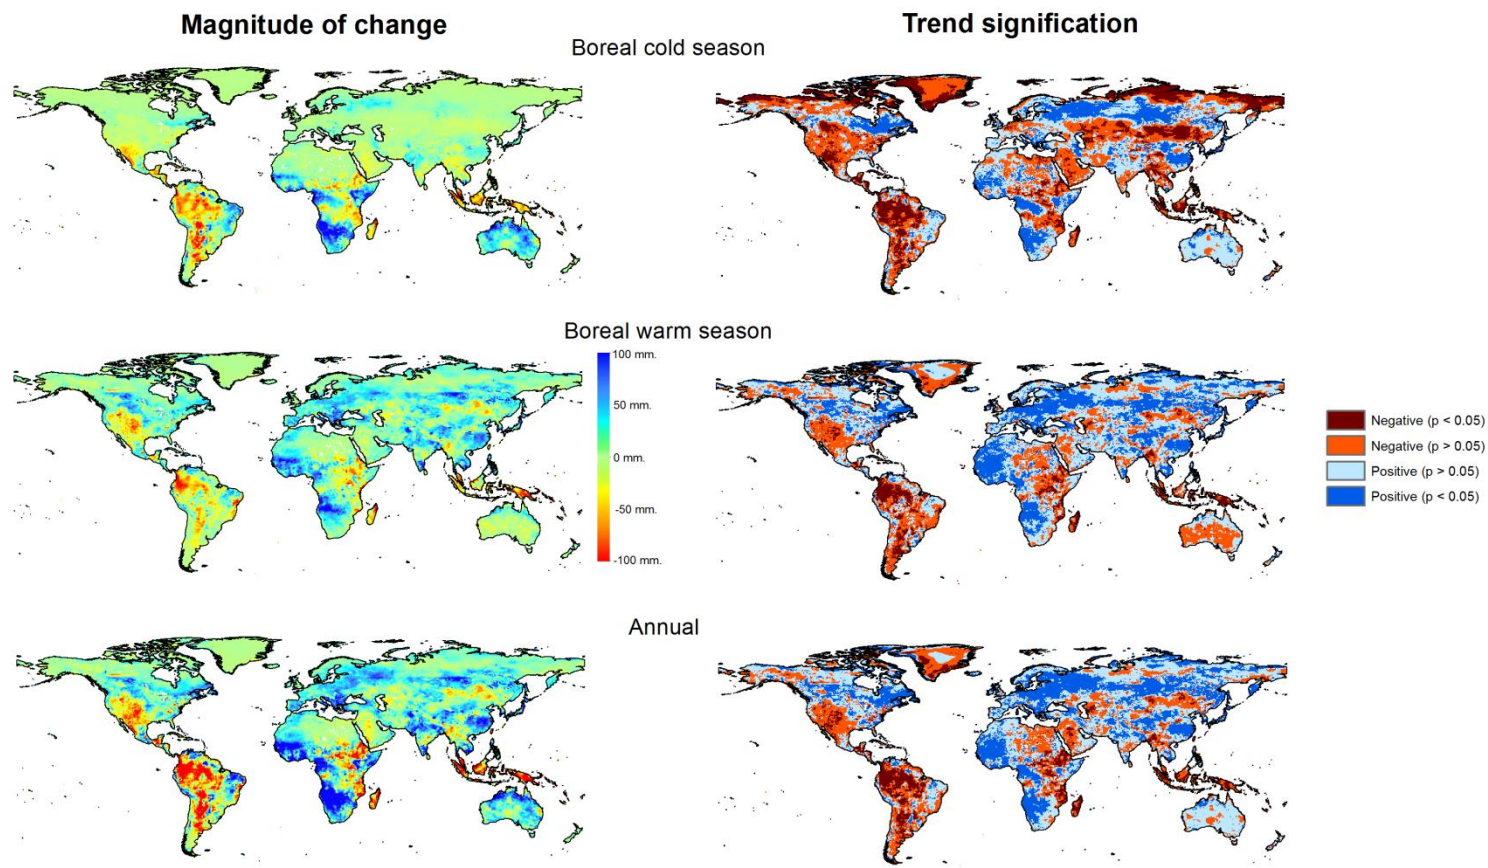 Magnitude of change
Trend signification
Boreal cold season
Boreal warm season
100 mm.
50 mm.
0 mm.
-50 mm.
-100 mm.
Negative (p < 0.05)
Negative (p > 0.05)
Positive (p > 0.05)
Positive (p < 0.05)
Annual